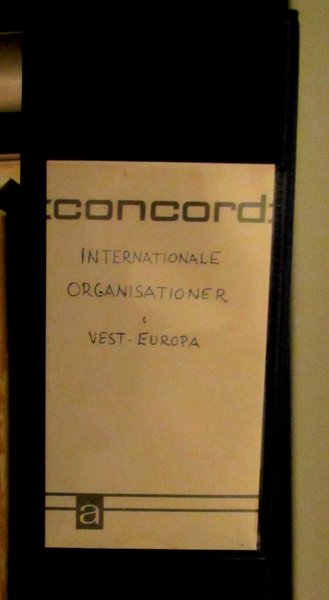 :concord:
INTERNATIONALE
ORGANISATIONER
i
VEST-EUROPA
a